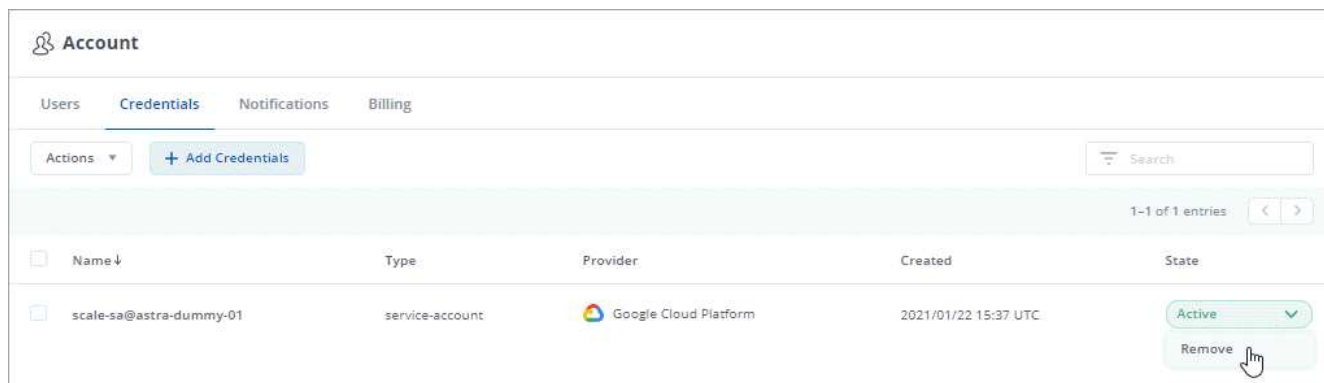 Account
Users Credentials Notifications Billing
Actions + Add Credentials Search
1–1 of 1 entries < >
Name↓ Type Provider Created State
scale-sa@astra-dummy-01 service-account Google Cloud Platform 2021/01/22 15:37 UTC Active
Remove